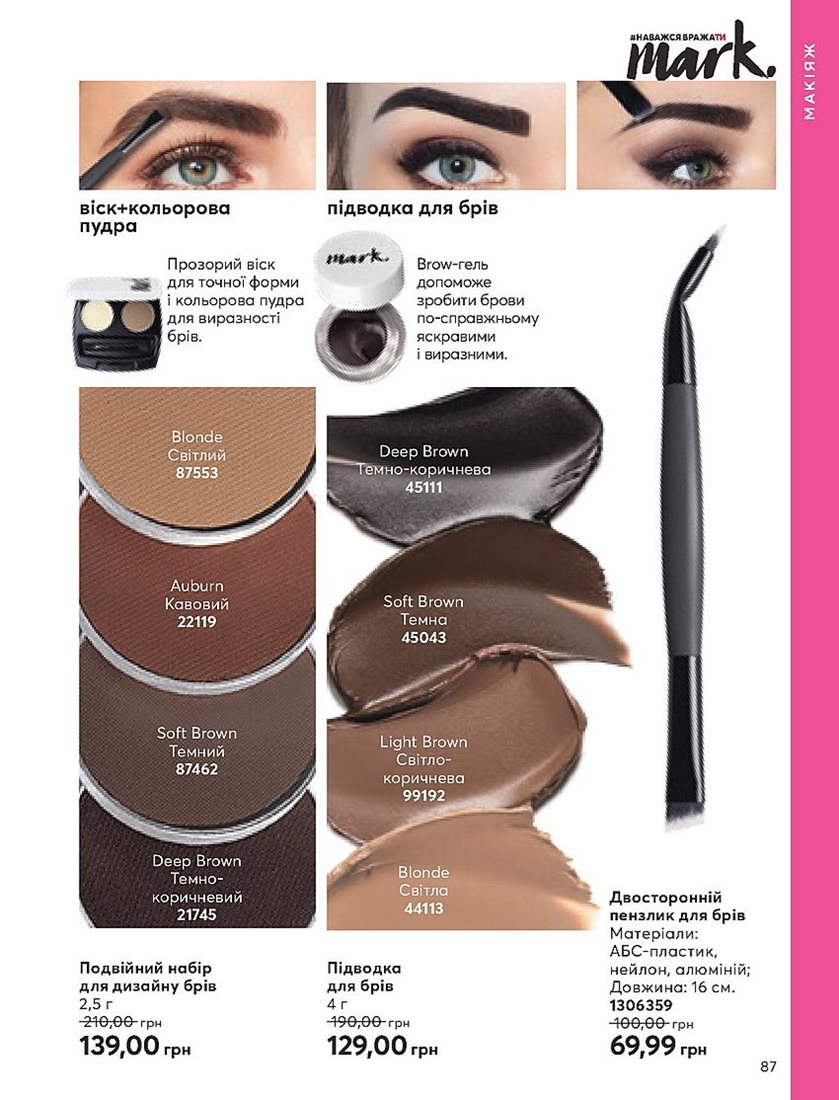 #НАВАЖСЯВРАЖАТИ
mark.
МАКІЯЖ
віск+кольорова
пудра
Прозорий віск
для точної форми
і кольорова пудра
для виразності
брів.
підводка для брів
mark.
Brow-гель
допоможе
зробити брови
по-справжньому
яскравими
і виразними.
Blonde
Світлий
87553
Auburn
Кавовий
22119
Soft Brown
Темний
87462
Deep Brown
Темно-
коричневий
21745
Deep Brown
Темно-коричнева
45111
Soft Brown
Темна
45043
Light Brown
Світло-
коричнева
99192
Blonde
Світла
44113
Подвійний набір
для дизайну брів
2,5 г
210,00 грн
139,00 грн
Підводка
для брів
4 г
190,00 грн
129,00 грн
Двосторонній
пензлик для брів
Матеріали:
АБС-пластик,
нейлон, алюміній;
Довжина: 16 см.
1306359
100,00 грн
69,99 грн
87